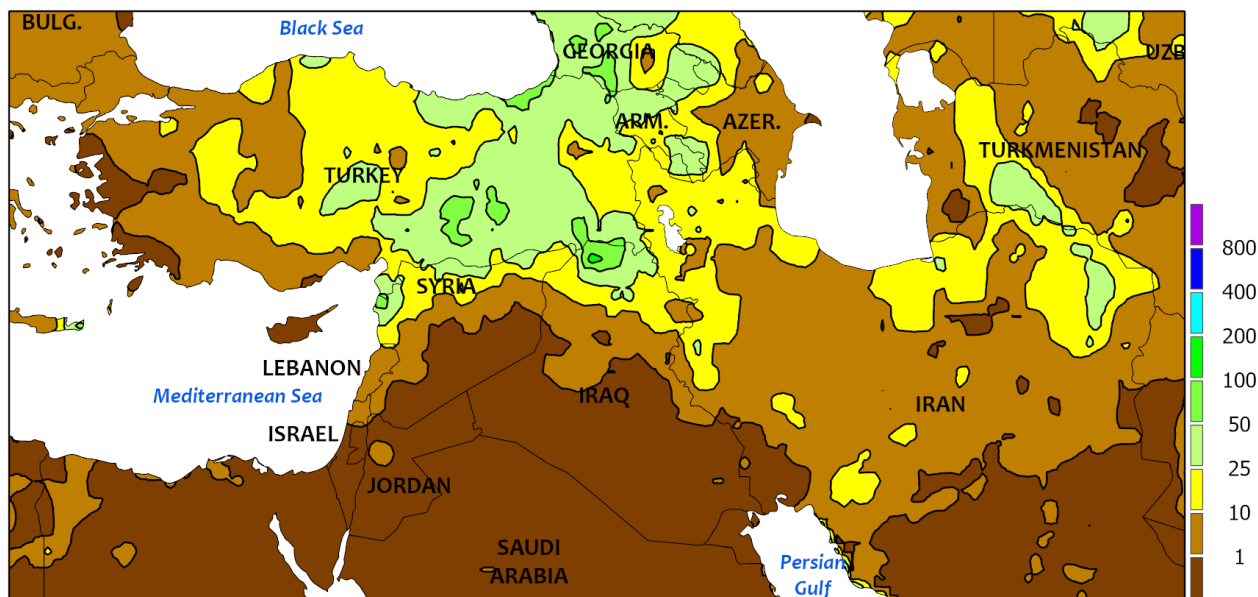 BULG.
Black Sea
GEORGIA
UZB
ARM.
AZER.
TURKMENISTAN
TURKEY
SYRIA
800
400
LEBANON
200
Mediterranean Sea
IRAQ
IRAN
100
ISRAEL
50
JORDAN
25
10
SAUDI
ARABIA
Persian
Gulf
1